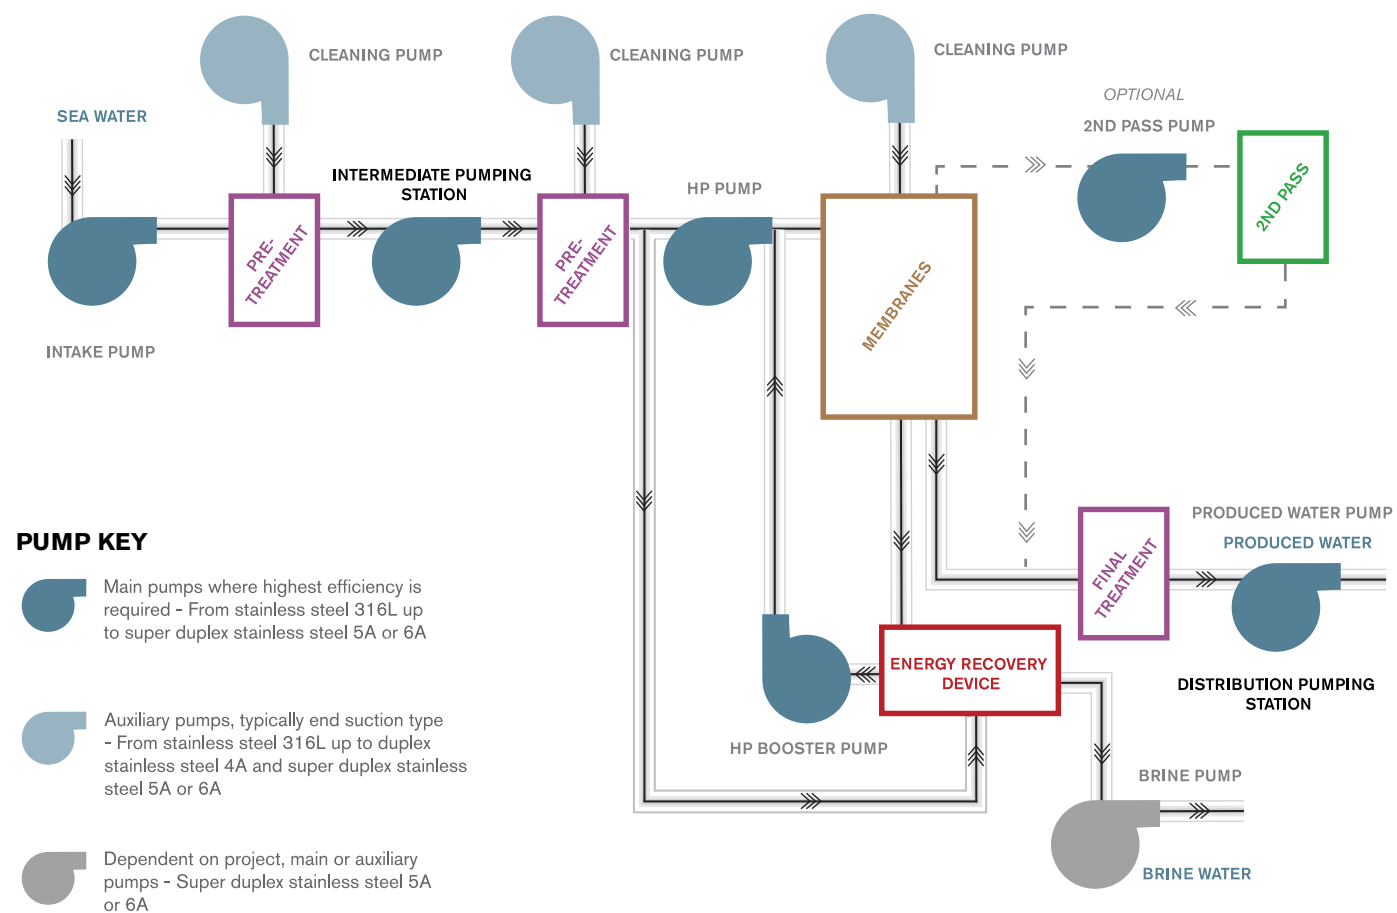 CLEANING PUMP
CLEANING PUMP
CLEANING PUMP
OPTIONAL
2ND PASS PUMP
SEA WATER
INTERMEDIATE PUMPING
STATION
HP PUMP
2ND PASS
PRE-
TREATMENT
PRE-
TREATMENT
MEMBRANES
INTAKE PUMP
PRODUCED WATER PUMP
PRODUCED WATER
FINAL
TREATMENT
ENERGY RECOVERY
DEVICE
DISTRIBUTION PUMPING
STATION
HP BOOSTER PUMP
BRINE PUMP
BRINE WATER
PUMP KEY
Main pumps where highest efficiency is
required - From stainless steel 316L up
to super duplex stainless steel 5A or 6A
Auxiliary pumps, typically end suction type
- From stainless steel 316L up to duplex
stainless steel 4A and super duplex stainless
steel 5A or 6A
Dependent on project, main or auxiliary
pumps - Super duplex stainless steel 5A
or 6A